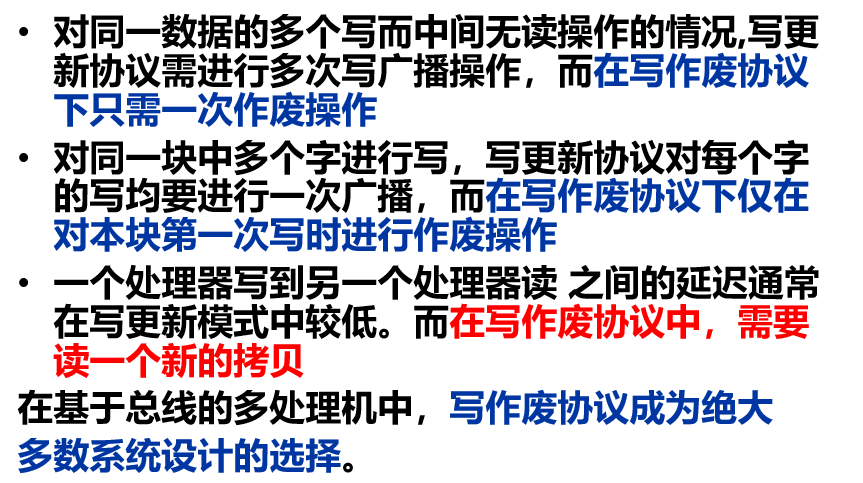 • 对同一数据的多个写而中间无读操作的情况,写更
新协议需进行多次写广播操作，而在写作废协议
下只需一次作废操作
• 对同一块中多个字进行写，写更新协议对每个字
的写均要进行一次广播，而在写作废协议下仅在
对本块第一次写时进行作废操作
• 一个处理器写到另一个处理器读 之间的延迟通常
在写更新模式中较低。而在写作废协议中，需要
读一个新的拷贝
在基于总线的多处理机中，写作废协议成为绝大
多数系统设计的选择。